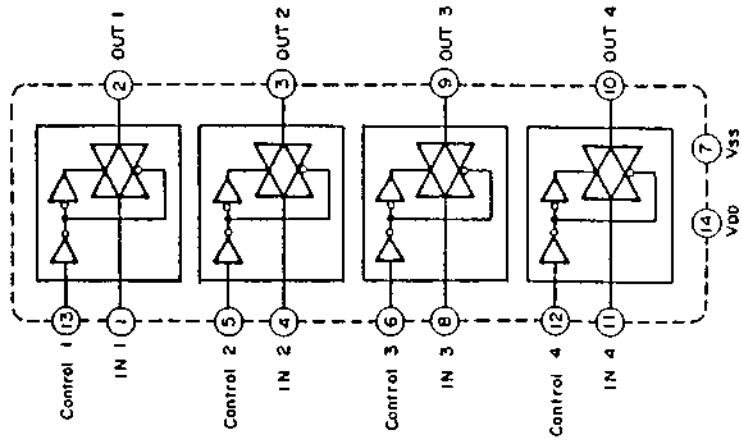 Control 1
13
IN 1
1
2
OUT 1
Control 2
5
IN 2
4
3
OUT 2
Control 3
6
IN 3
8
9
OUT 3
Control 4
12
IN 4
11
10
OUT 4
14
VDD
7
VSS